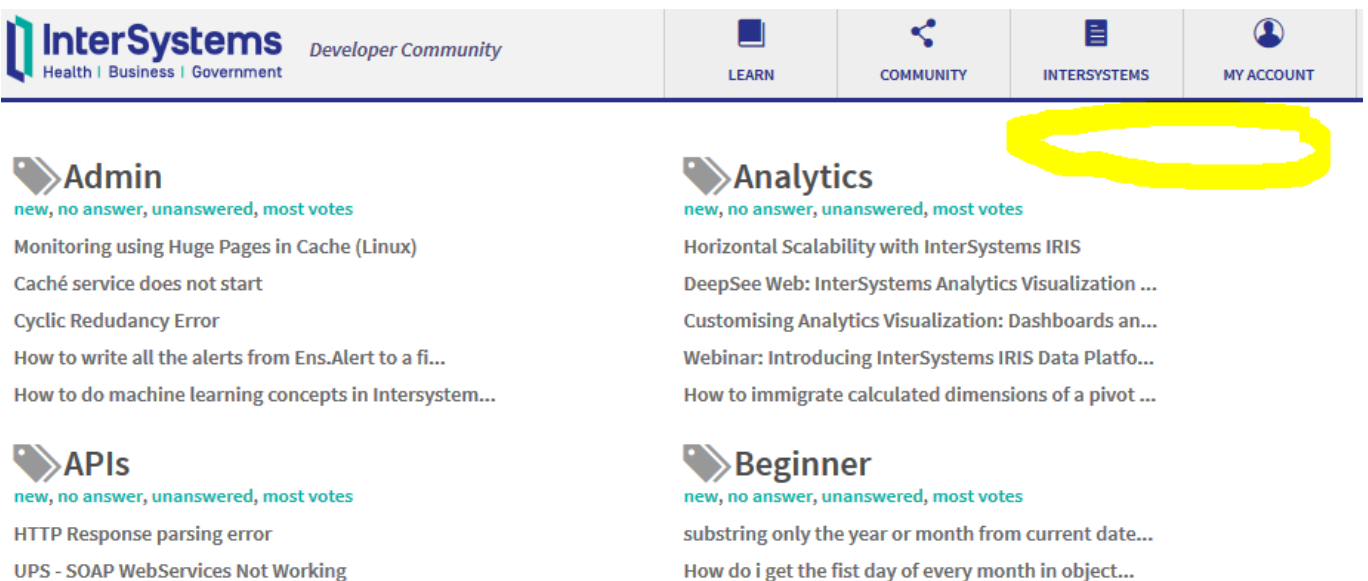 InterSystems
Health | Business | Government
Developer Community
LEARN
COMMUNITY
INTERSYSTEMS
MY ACCOUNT
Admin
new, no answer, unanswered, most votes
Monitoring using Huge Pages in Cache (Linux)
Caché service does not start
Cyclic Redudancy Error
How to write all the alerts from Ens.Alert to a fi...
How to do machine learning concepts in Intersystem...
Analytics
new, no answer, unanswered, most votes
Horizontal Scalability with InterSystems IRIS
DeepSee Web: InterSystems Analytics Visualization ...
Customising Analytics Visualization: Dashboards an...
Webinar: Introducing InterSystems IRIS Data Platfo...
How to immigrate calculated dimensions of a pivot ...
APIs
new, no answer, unanswered, most votes
HTTP Response parsing error
UPS - SOAP WebServices Not Working
Beginner
new, no answer, unanswered, most votes
substring only the year or month from current date...
How do i get the fist day of every month in object...